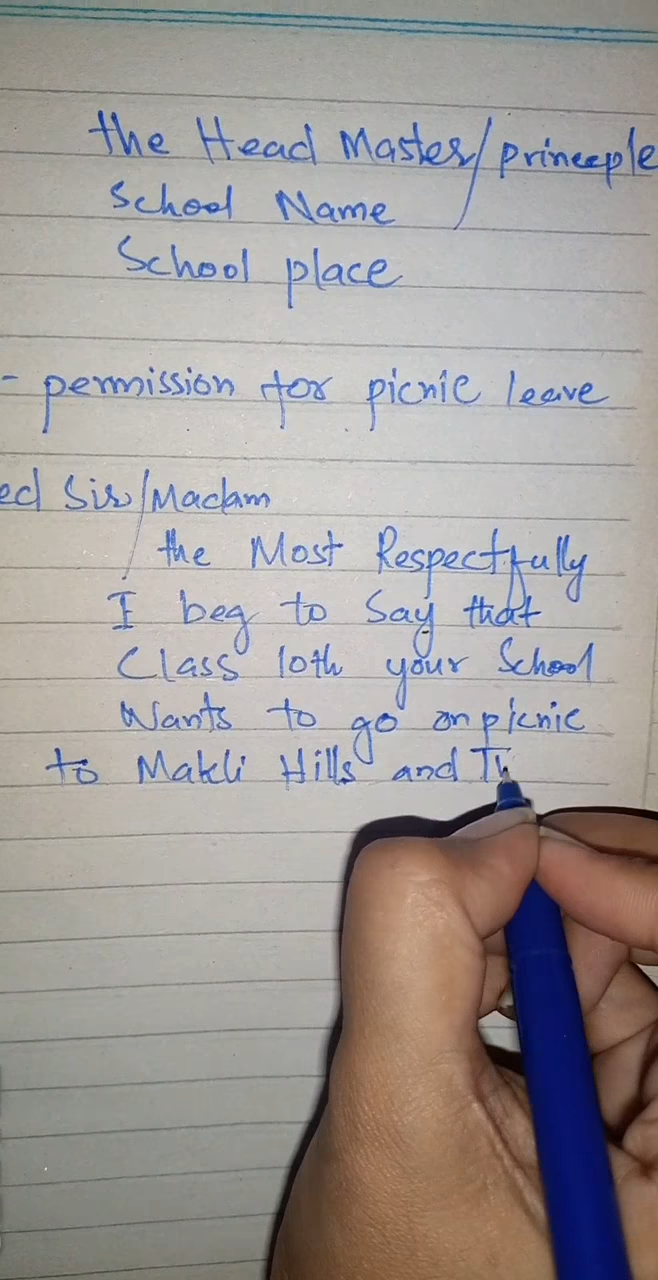 the Head Master/princeple
School Name
School place
- permission for picnic leave
ed Sir/Madam
the Most Respectfully
I beg to say that
Class 10th your School
Wants to go on picnic
to Makli Hills and